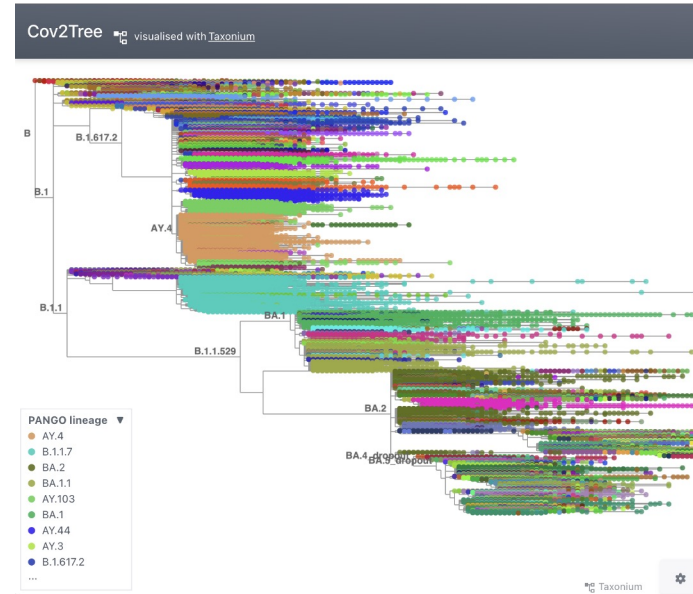 Cov2Tree visualised with Taxonium
B
B.1.617.2
B.1
AY.4
B.1.1
BA.1
B.1.1.529
BA.2
BA.4_dropout
BA.5_dropout
PANGO lineage ▼
AY.4
B.1.1.7
BA.2
BA.1.1
AY.103
BA.1
AY.44
AY.3
B.1.617.2
...
Taxonium